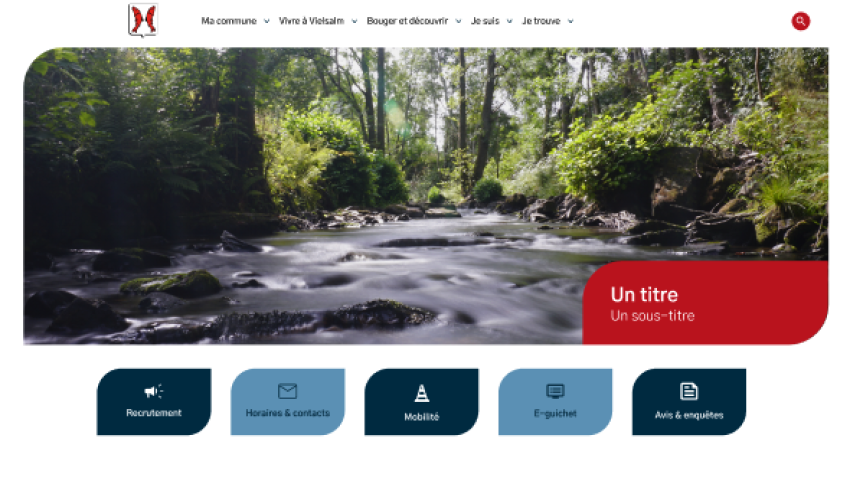 Ma commune
Vivre à Vielsalm
Bouger et découvrir
Je suis
Je trouve
Un titre
Un sous-titre
Recrutement
Horaires & contacts
Mobilité
E-guichet
Avis & enquêtes